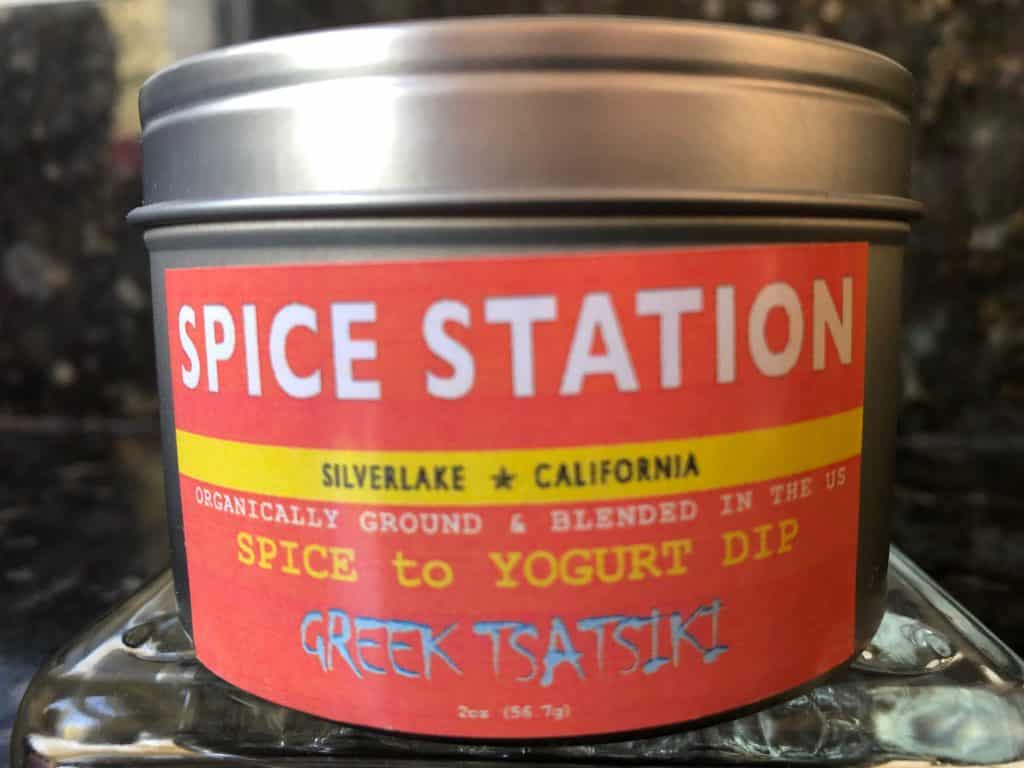 SPICE STATION
SILVERLAKE ★ CALIFORNIA
ORGANICALLY GROUND & BLENDED IN THE US
SPICE to YOGURT DIP
GREEK TSATSIKI
2oz (56.7g)